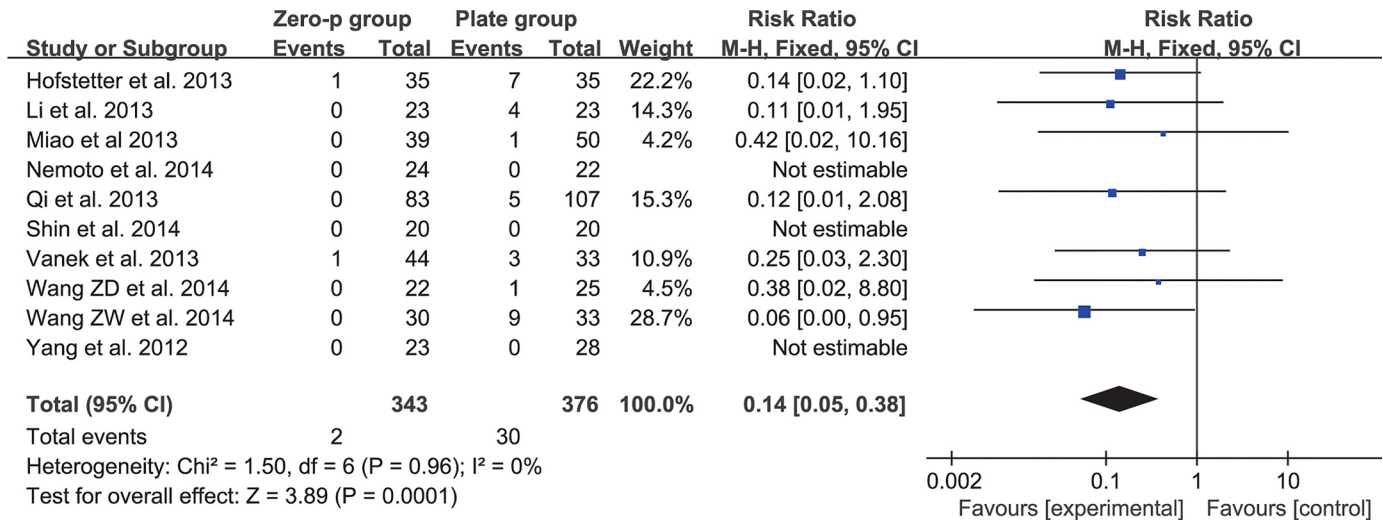 Zero-p group Plate group Risk Ratio Risk Ratio
Study or Subgroup Events Total Events Total Weight M-H, Fixed, 95% CI M-H, Fixed, 95% CI
Hofstetter et al. 2013 1 35 7 35 22.2% 0.14 [0.02, 1.10]
Li et al. 2013 0 23 4 23 14.3% 0.11 [0.01, 1.95]
Miao et al 2013 0 39 1 50 4.2% 0.42 [0.02, 10.16]
Nemoto et al. 2014 0 24 0 22 Not estimable
Qi et al. 2013 0 83 5 107 15.3% 0.12 [0.01, 2.08]
Shin et al. 2014 0 20 0 20 Not estimable
Vanek et al. 2013 1 44 3 33 10.9% 0.25 [0.03, 2.30]
Wang ZD et al. 2014 0 22 1 25 4.5% 0.38 [0.02, 8.80]
Wang ZW et al. 2014 0 30 9 33 28.7% 0.06 [0.00, 0.95]
Yang et al. 2012 0 23 0 28 Not estimable
Total (95% CI) 343 376 100.0% 0.14 [0.05, 0.38]
Total events 2 30
Heterogeneity: Chi² = 1.50, df = 6 (P = 0.96); I² = 0%
Test for overall effect: Z = 3.89 (P = 0.0001)
0.002 0.1 1 10
Favours [experimental] Favours [control]